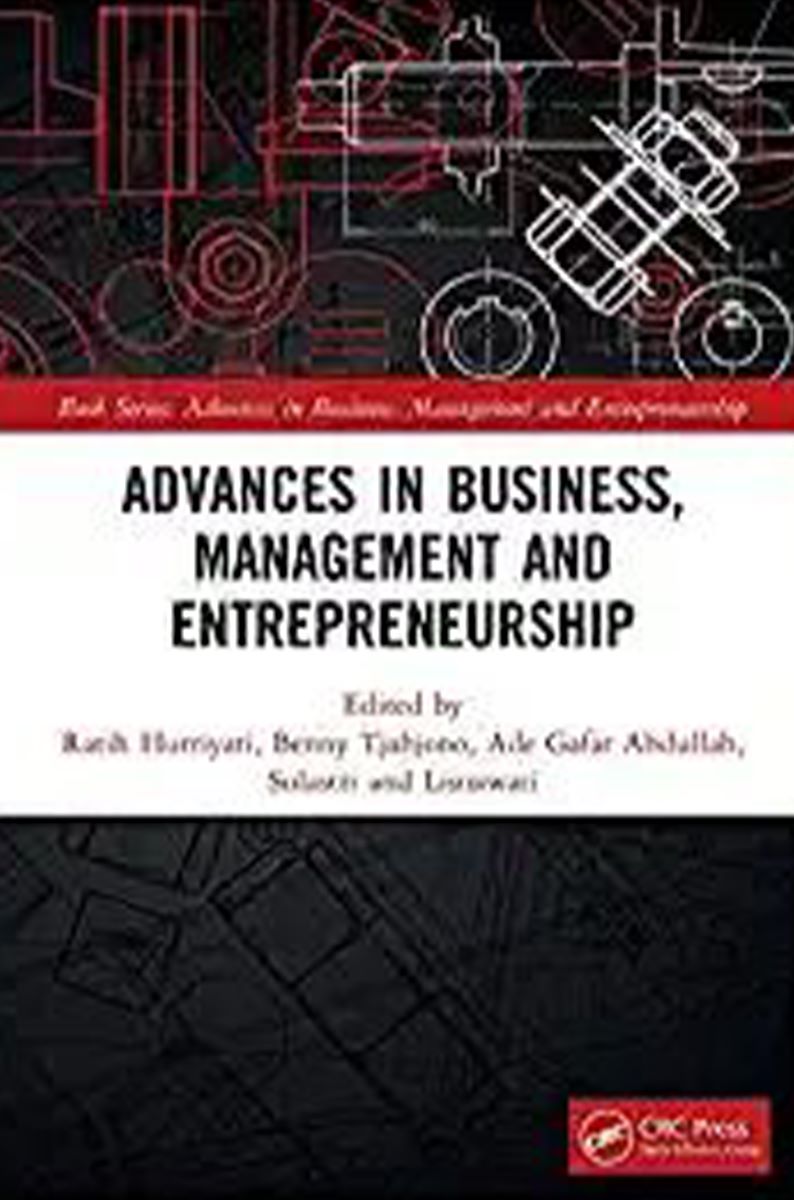 Book Series: Advances in Business, Management and Entrepreneurship
ADVANCES IN BUSINESS,
MANAGEMENT AND
ENTREPRENEURSHIP
Edited by
Ratih Hurriyati, Benny Tjahjono, Ade Gafar Abdullah,
Sulastri and Lisnawati
CRC Press